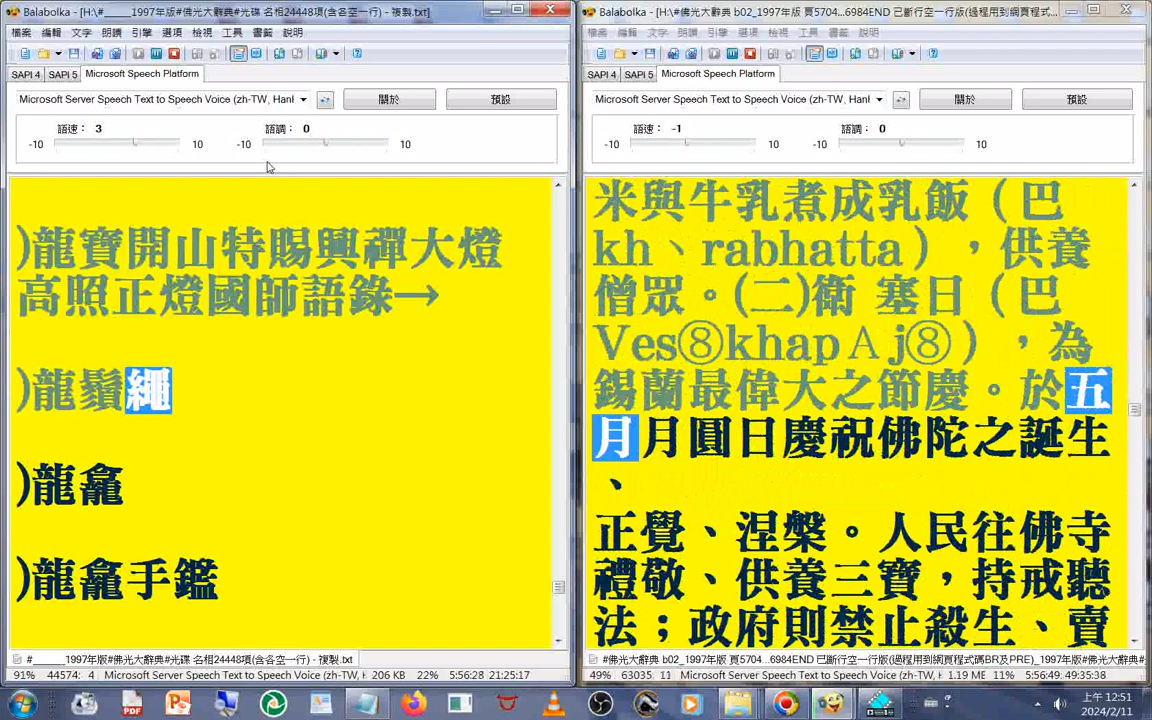 Balabolka - [H:\#_____1997年版#佛光大辭典#光碟 名相24448項(含各空一行) - 複製.txt]
檔案 編輯 文字 朗讀 引擎 選項 檢視 工具 書籤 說明
SAPI 4 SAPI 5 Microsoft Speech Platform
Microsoft Server Speech Text to Speech Voice (zh-TW, Hanl
關於
預設
語速： 3
語調： 0
-10 10 -10 10
)龍寶開山特賜興禪大燈
高照正燈國師語錄→
)龍鬚繩
)龍龕
)龍龕手鑑
#_____1997年版#佛光大辭典#光碟 名相24448項(含各空一行) - 複製.txt
91% 44574: 4 Microsoft Server Speech Text to Speech Voice (zh-TW, H 206 KB 22% 5:56:28 21:25:17
Balabolka - [H:\#佛光大辭典 b02_1997年版 頁5704...6984END 已斷行空一行版(過程用到網頁程式...
檔案 編輯 文字 朗讀 引擎 選項 檢視 工具 書籤 說明
SAPI 4 SAPI 5 Microsoft Speech Platform
Microsoft Server Speech Text to Speech Voice (zh-TW, Hanl
關於
預設
語速： -1
語調： 0
-10 10 -10 10
米與牛乳煮成乳飯（巴
kh、rabhatta），供養
僧眾。(二)衛 塞日（巴
Ves⑧khapＡj⑧），為
錫蘭最偉大之節慶。於五
月月圓日慶祝佛陀之誕生
、
正覺、涅槃。人民往佛寺
禮敬、供養三寶，持戒聽
法；政府則禁止殺生、賣
#佛光大辭典 b02_1997年版 頁5704...6984END 已斷行空一行版(過程用到網頁程式碼BR及PRE)_1997年版#佛光大辭典#
49% 63035: 11 Microsoft Server Speech Text to Speech Voice (zh-TW, H 1.19 ME 11% 5:56:49; 49:35:38
上午 12:51
2024/2/11